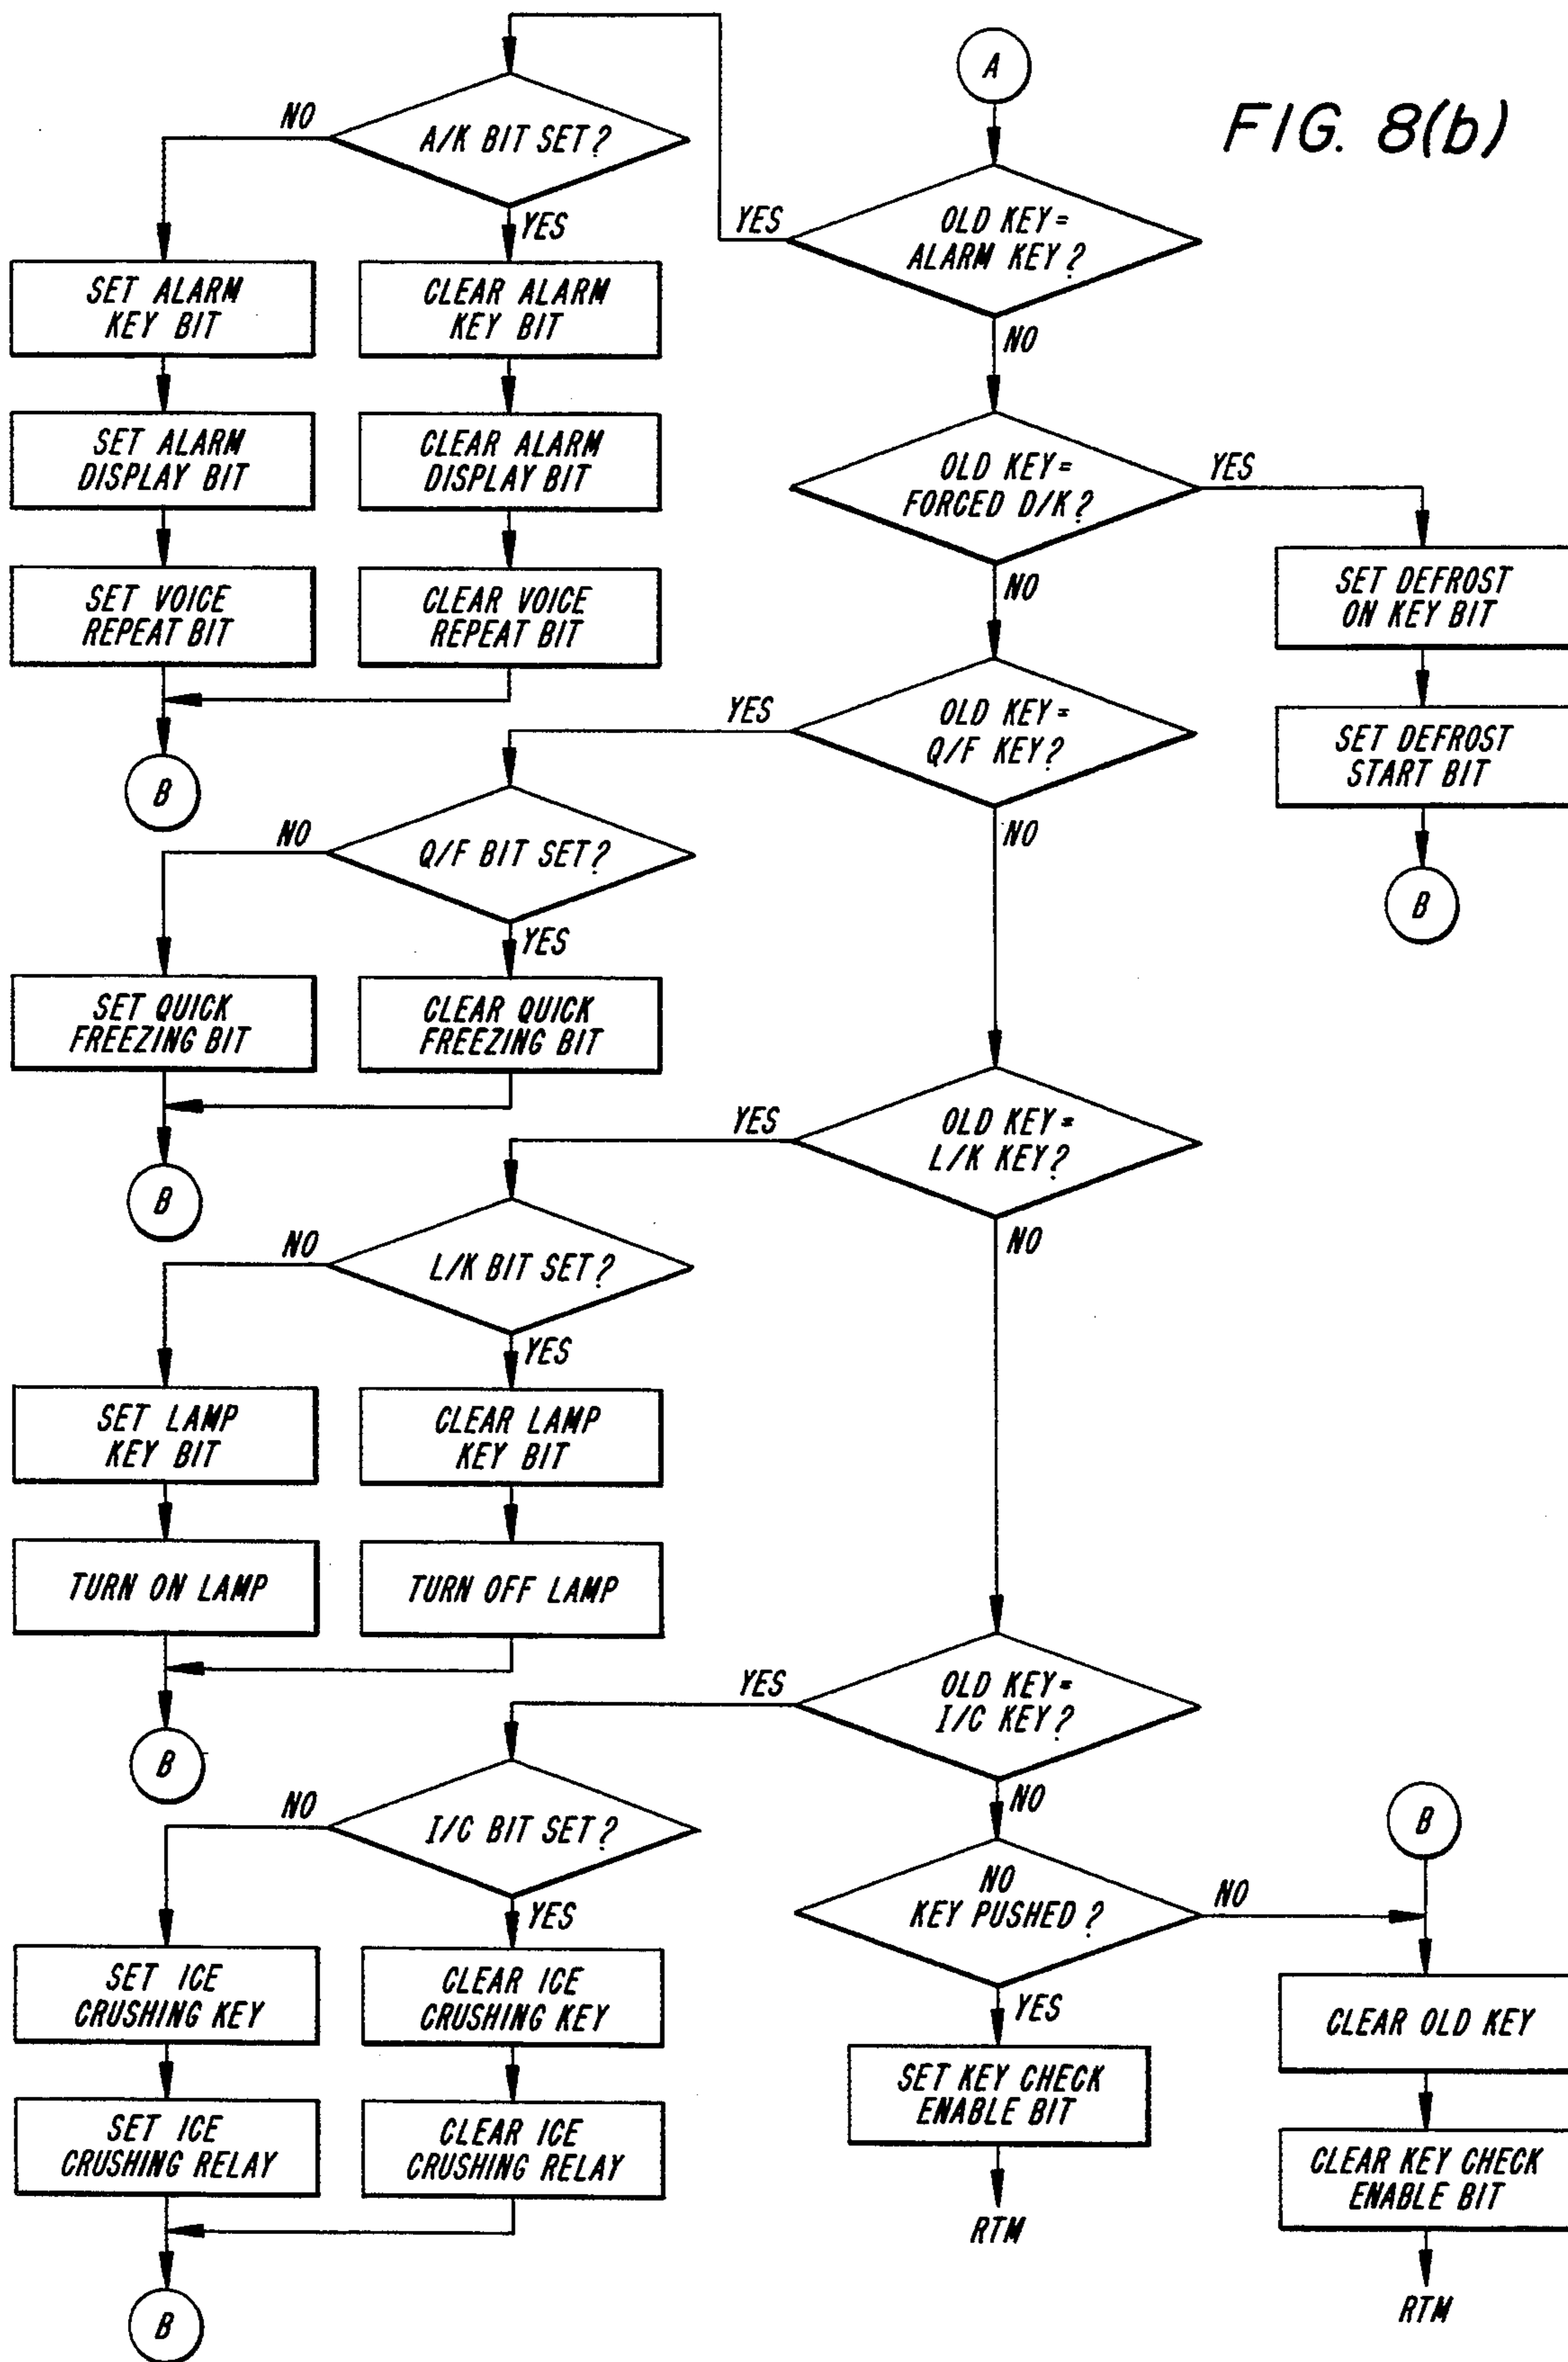 A
FIG. 8(b)
A/K BIT SET?
NO
YES
OLD KEY=
ALARM KEY?
YES
NO
SET ALARM
KEY BIT
CLEAR ALARM
KEY BIT
SET ALARM
DISPLAY BIT
CLEAR ALARM
DISPLAY BIT
SET VOICE
REPEAT BIT
CLEAR VOICE
REPEAT BIT
B
OLD KEY=
FORCED D/K?
YES
NO
SET DEFROST
ON KEY BIT
SET DEFROST
START BIT
B
OLD KEY=
Q/F KEY?
YES
NO
Q/F BIT SET?
NO
YES
SET QUICK
FREEZING BIT
CLEAR QUICK
FREEZING BIT
B
OLD KEY=
L/K KEY?
YES
NO
L/K BIT SET?
NO
YES
SET LAMP
KEY BIT
CLEAR LAMP
KEY BIT
TURN ON LAMP
TURN OFF LAMP
B
OLD KEY=
I/C KEY?
YES
NO
I/C BIT SET?
NO
YES
SET ICE
CRUSHING KEY
CLEAR ICE
CRUSHING KEY
SET ICE
CRUSHING RELAY
CLEAR ICE
CRUSHING RELAY
B
NO
KEY PUSHED?
NO
YES
SET KEY CHECK
ENABLE BIT
RTM
B
CLEAR OLD KEY
CLEAR KEY CHECK
ENABLE BIT
RTM